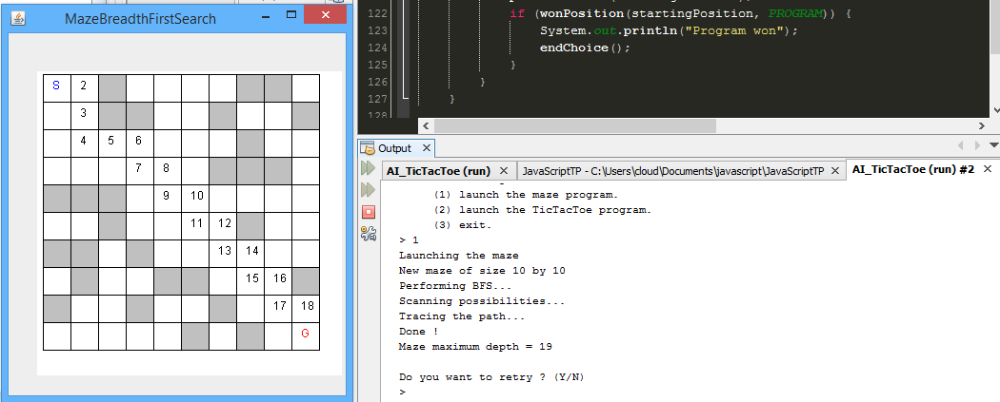 MazeBreadthFirstSearch
S 2
3
4 5 6
7 8
9 10
11 12
13 14
15 16
17 18
G
122 if (wonPosition(startingPosition, PROGRAM)) {
123 System.out.println("Program won");
124 endChoice();
125 }
126 }
127 }
128
Output
AI_TicTacToe (run) JavaScriptTP - C:\Users\cloud\Documents\javascript\JavaScriptTP AI_TicTacToe (run) #2
(1) launch the maze program.
(2) launch the TicTacToe program.
(3) exit.
> 1
Launching the maze
New maze of size 10 by 10
Performing BFS...
Scanning possibilities...
Tracing the path...
Done !
Maze maximum depth = 19
Do you want to retry ? (Y/N)
>